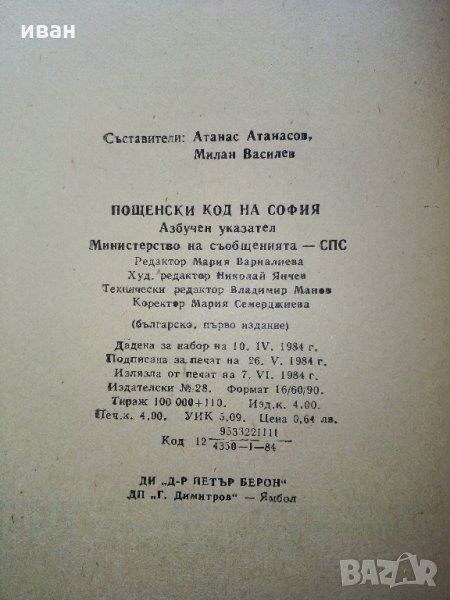 иван
Съставители: Атанас Атанасов,
Милан Василев
ПОЩЕНСКИ КОД НА СОФИЯ
Азбучен указател
Министерство на съобщенията — СПС
Редактор Мария Варналиева
Худ. редактор Николай Янчев
Технически редактор Владимир Манов
Коректор Мария Семерджиева
(българско, първо издание)
Дадена за набор на 10. IV. 1984 г.
Подписана за печат на 26. V. 1984 г.
Излязла от печат на 7. VI. 1984 г.
Издателски № 28. Формат 16/60/90.
Тираж 100 000+110. Изд.к. 4.00.
Печ.к. 4.00. УИК 5.09. Цена 0,64 лв.
9533221111
Код 12
4350—1—84
ДИ „Д-Р ПЕТЪР БЕРОН"
ДП „Г. Димитров" — Ямбол
BAZAR